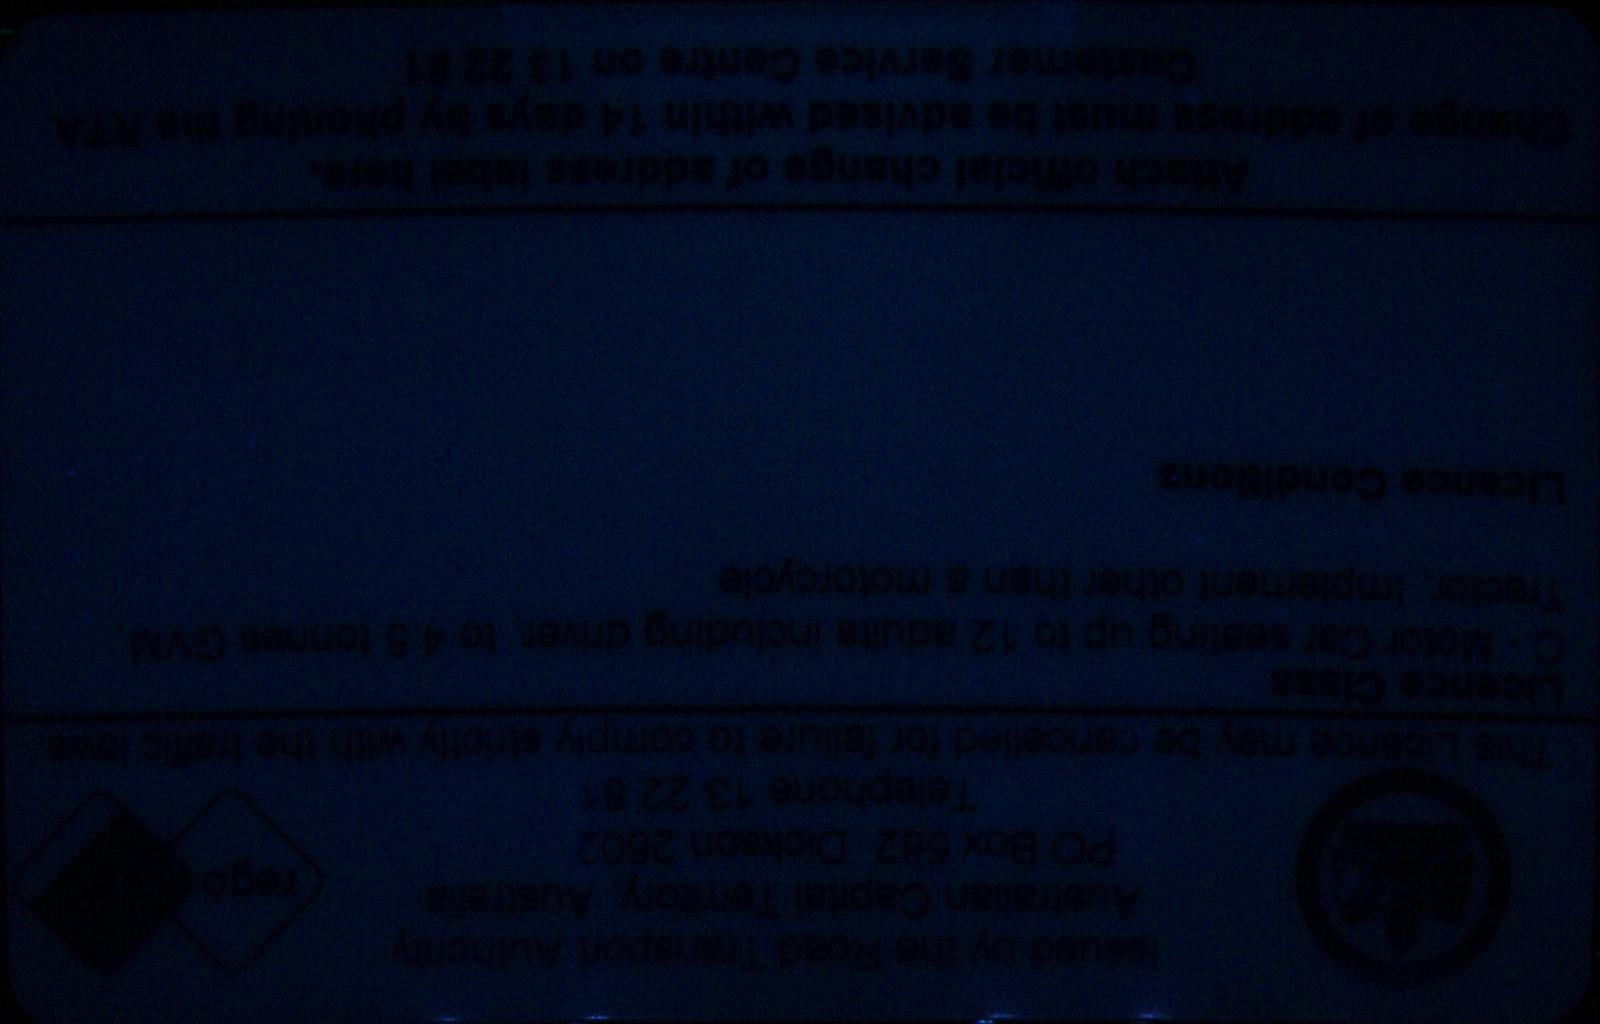 Issued by the Road Transport Authority
Australian Capital Territory, Australia
PO Box 582 Dickson 2602
Telephone 13 22 81
rego
This Licence may be cancelled for failure to comply strictly with the traffic laws.
Licence Class
C - Motor Car seating up to 12 adults including driver, to 4.5 tonnes GVM,
Tractor, Implement other than a motorcycle
Licence Conditions
Attach official change of address label here.
Change of address must be advised within 14 days by phoning the RTA
Customer Service Centre on 13 22 81